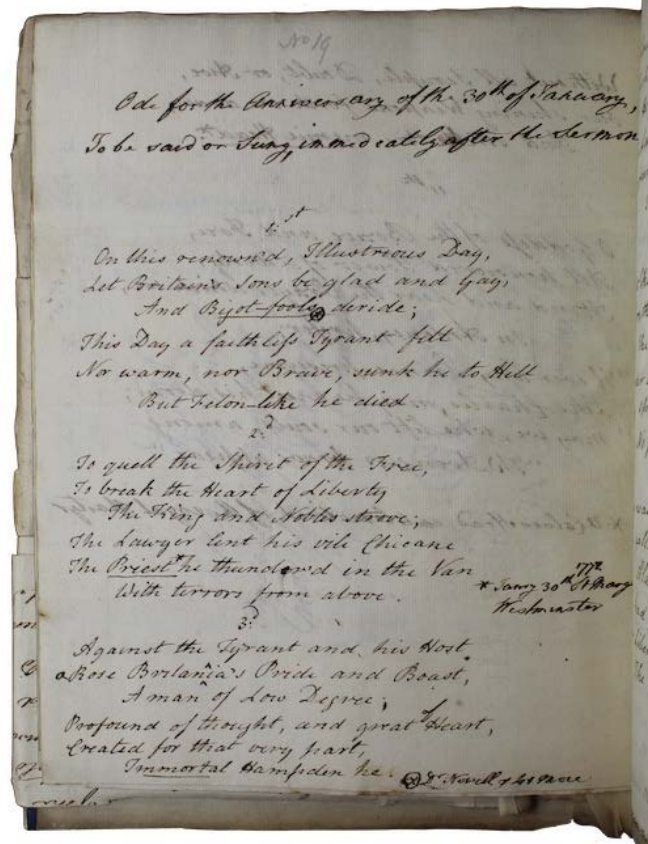 No 19
Ode for the Anniversary of the 30th of January,
To be said or Sung, immediately after the Sermon
1st
On this renown'd, Illustrious Day,
Let Britain's Sons be glad and Gay,
And Bigot-fools ⊗ deride;
This Day a faithless Tyrant fell
Nor warm, nor Brave, sunk he to Hell
But Felon-like he died
2d
To quell the Spirit of the Free,
To break the Heart of Liberty
The King and Nobles strove;
The Lawyer lent his vile Chicane
The Priest * he thunder'd in the Van
With terrors from above.
* Janry 30th 1772 St Mary
Westminster
3d
Against the Tyrant and his Host
Rose Britania's Pride and Boast,
A man of Low Degree;
Profound of thought, and great of Heart,
Created for that very part,
Immortal Hampden he.
⊗ Dr Nowell &